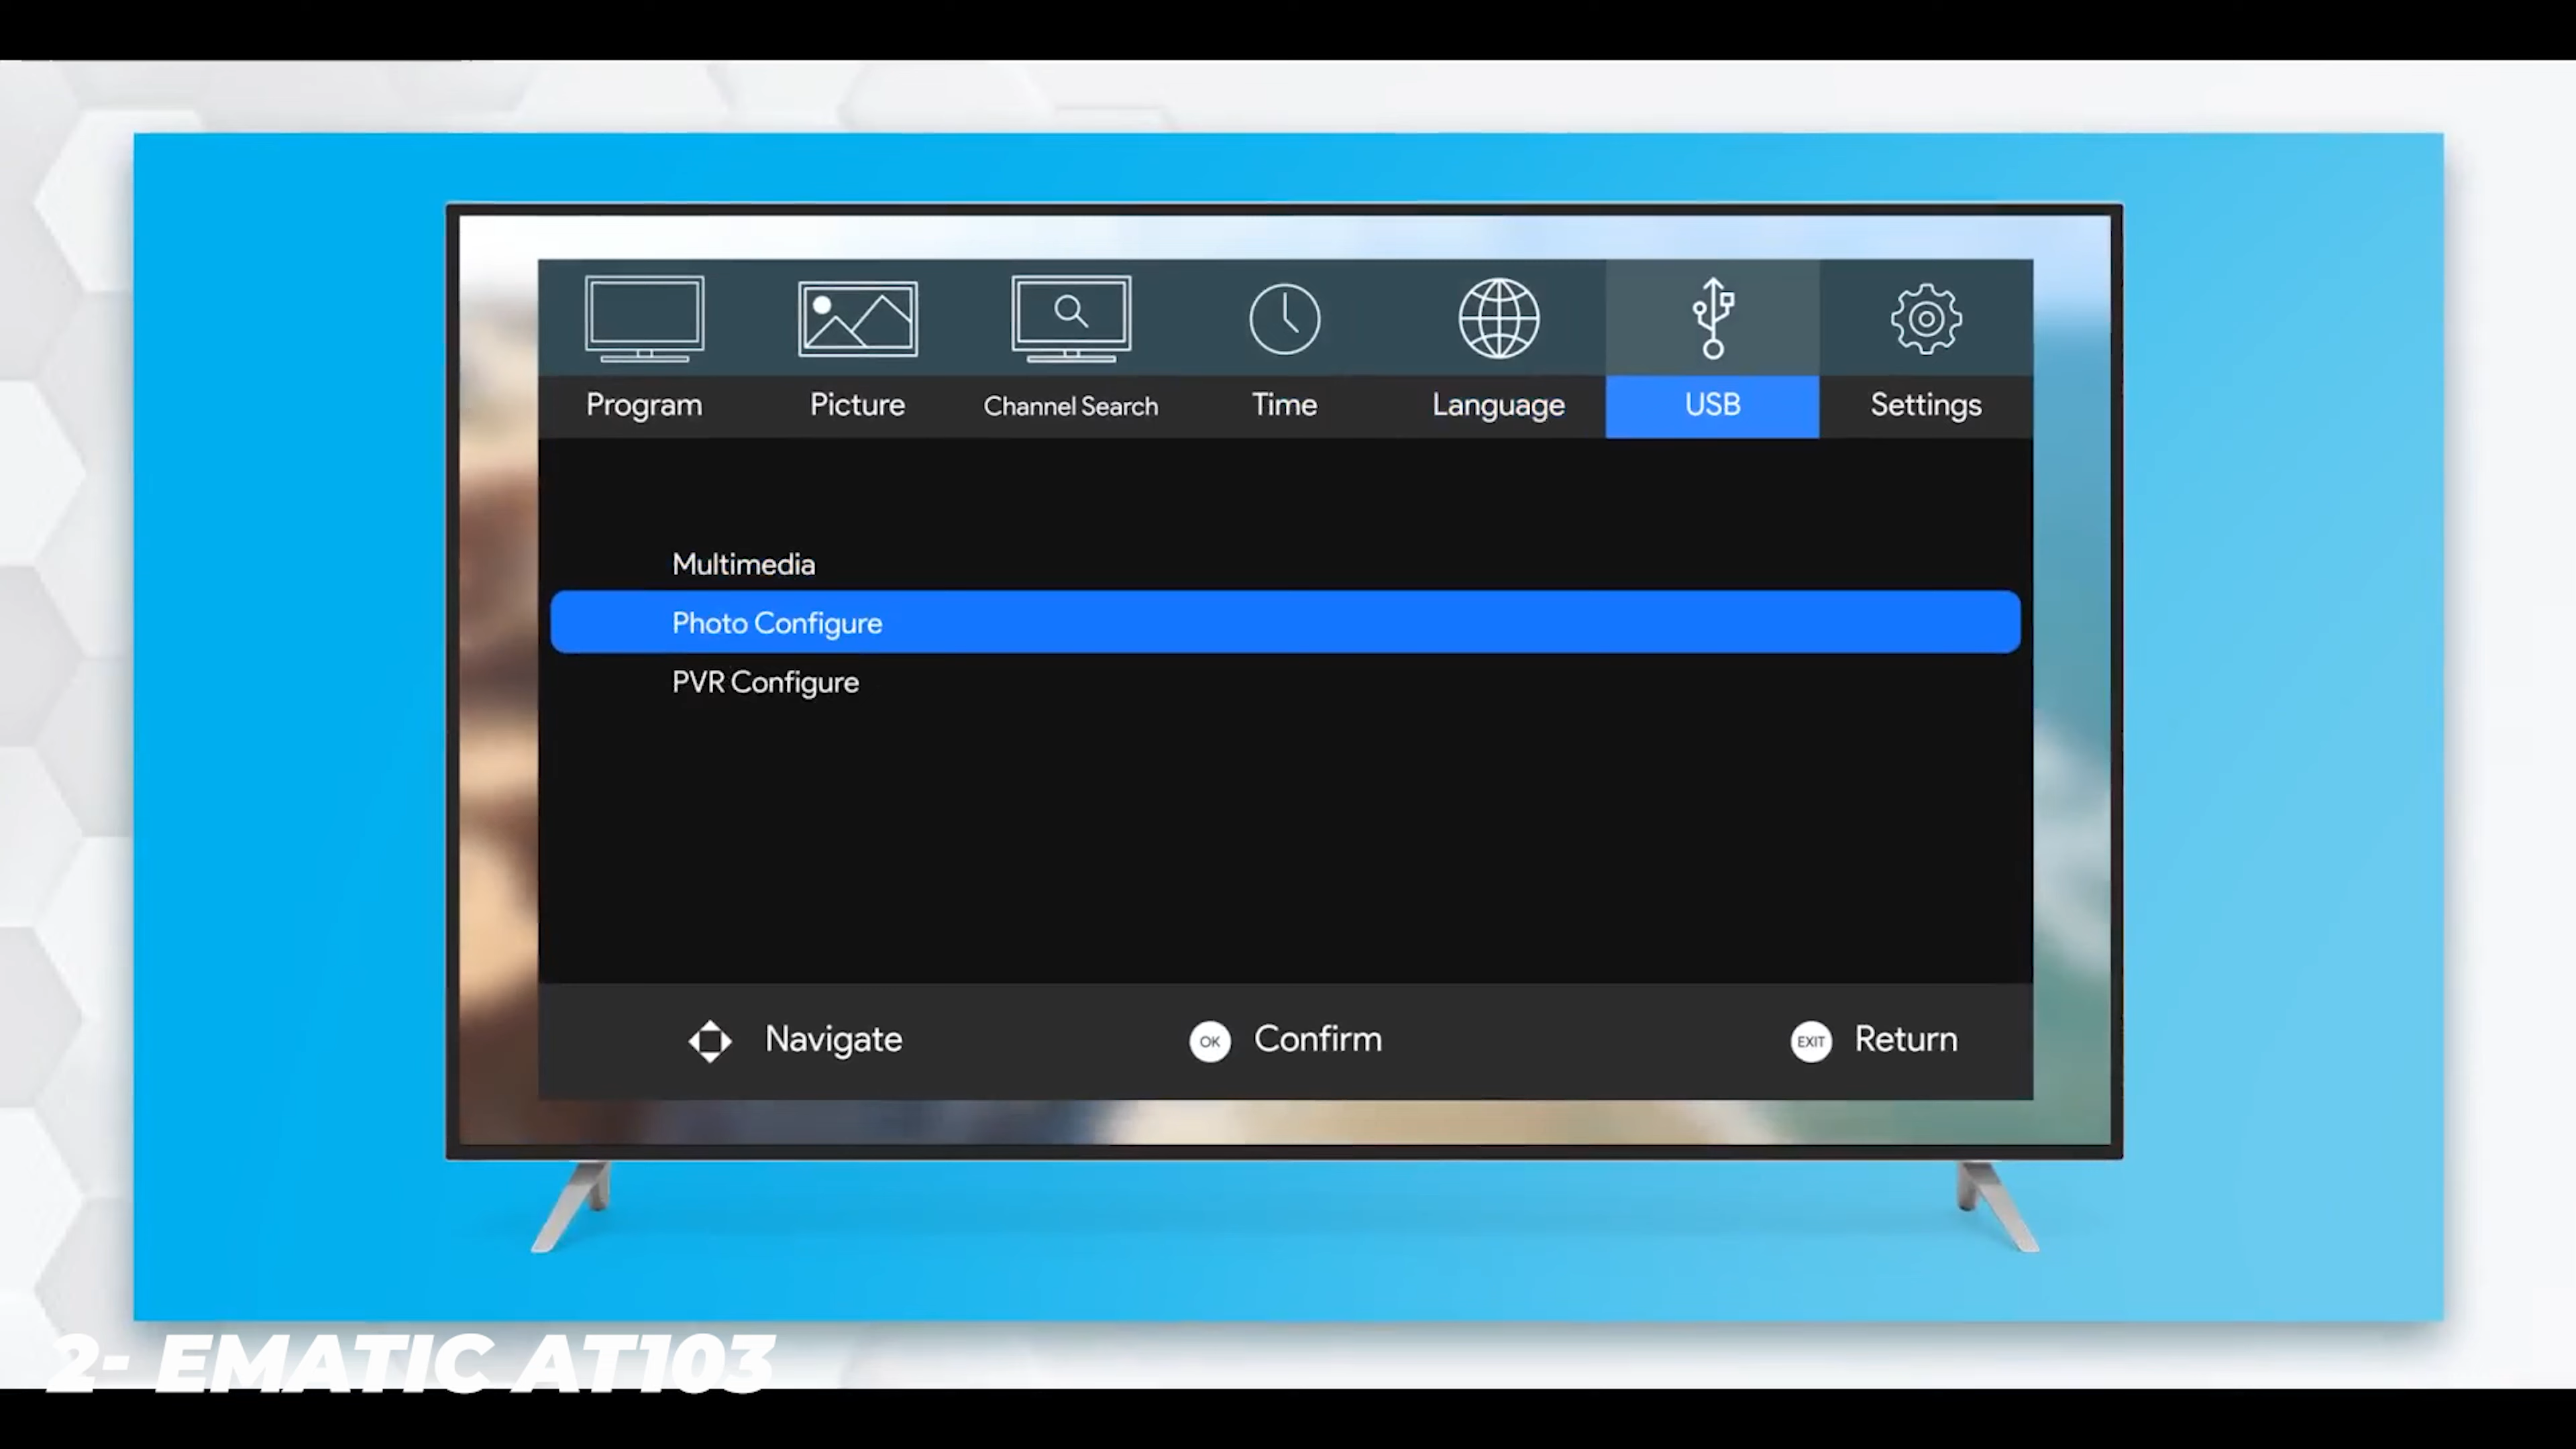 Program Picture Channel Search Time Language USB Settings
Multimedia
Photo Configure
PVR Configure
Navigate OK Confirm EXIT Return
2- EMATIC AT103